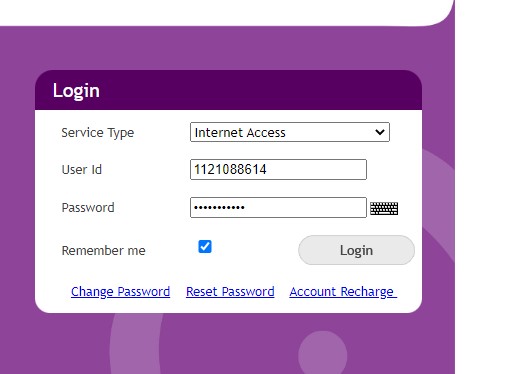 Login
Service Type Internet Access
User Id 1121088614
Password •••••••••••
Remember me Login
Change Password Reset Password Account Recharge